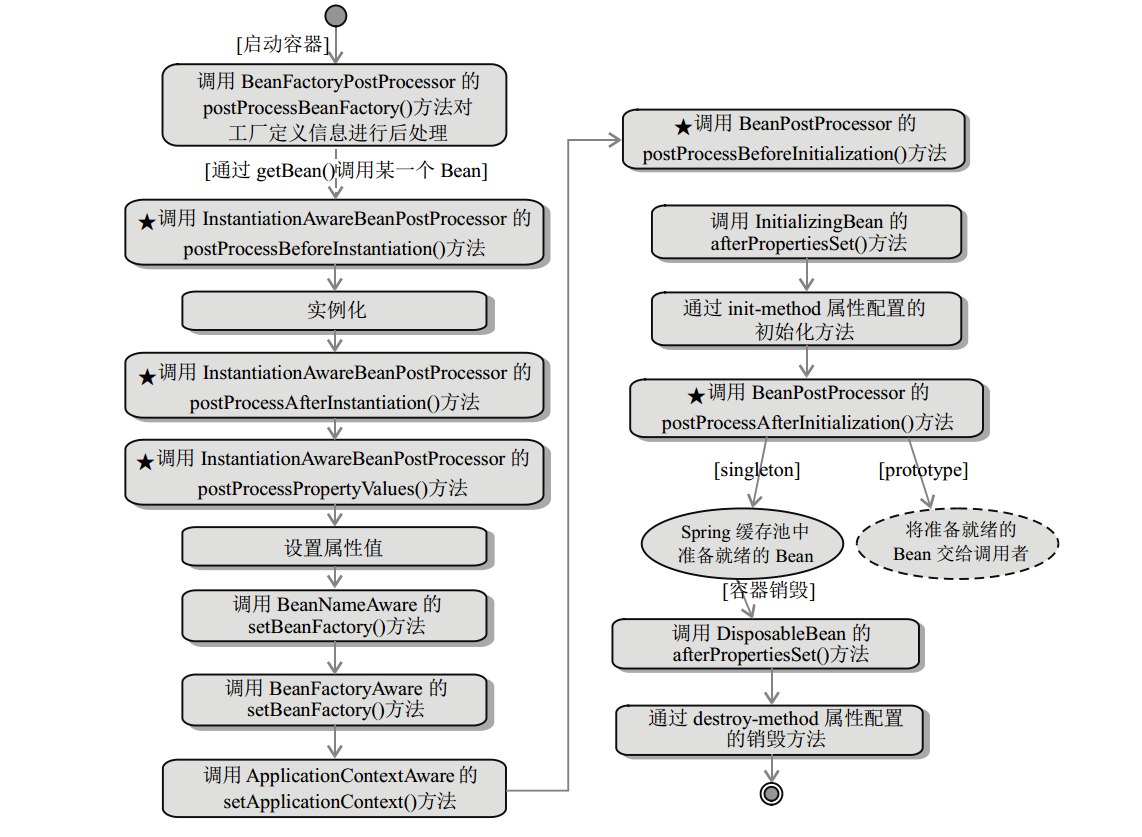 [启动容器]
调用 BeanFactoryPostProcessor 的
postProcessBeanFactory()方法对
工厂定义信息进行后处理
[通过 getBean()调用某一个 Bean]
★调用 InstantiationAwareBeanPostProcessor 的
postProcessBeforeInstantiation()方法
实例化
★调用 InstantiationAwareBeanPostProcessor 的
postProcessAfterInstantiation()方法
★调用 InstantiationAwareBeanPostProcessor 的
postProcessPropertyValues()方法
设置属性值
调用 BeanNameAware 的
setBeanFactory()方法
调用 BeanFactoryAware 的
setBeanFactory()方法
调用 ApplicationContextAware 的
setApplicationContext()方法
★调用 BeanPostProcessor 的
postProcessBeforeInitialization()方法
调用 InitializingBean 的
afterPropertiesSet()方法
通过 init-method 属性配置的
初始化方法
★调用 BeanPostProcessor 的
postProcessAfterInitialization()方法
[singleton]
[prototype]
Spring 缓存池中
准备就绪的 Bean
将准备就绪的
Bean 交给调用者
[容器销毁]
调用 DisposableBean 的
afterPropertiesSet()方法
通过 destroy-method 属性配置
的销毁方法